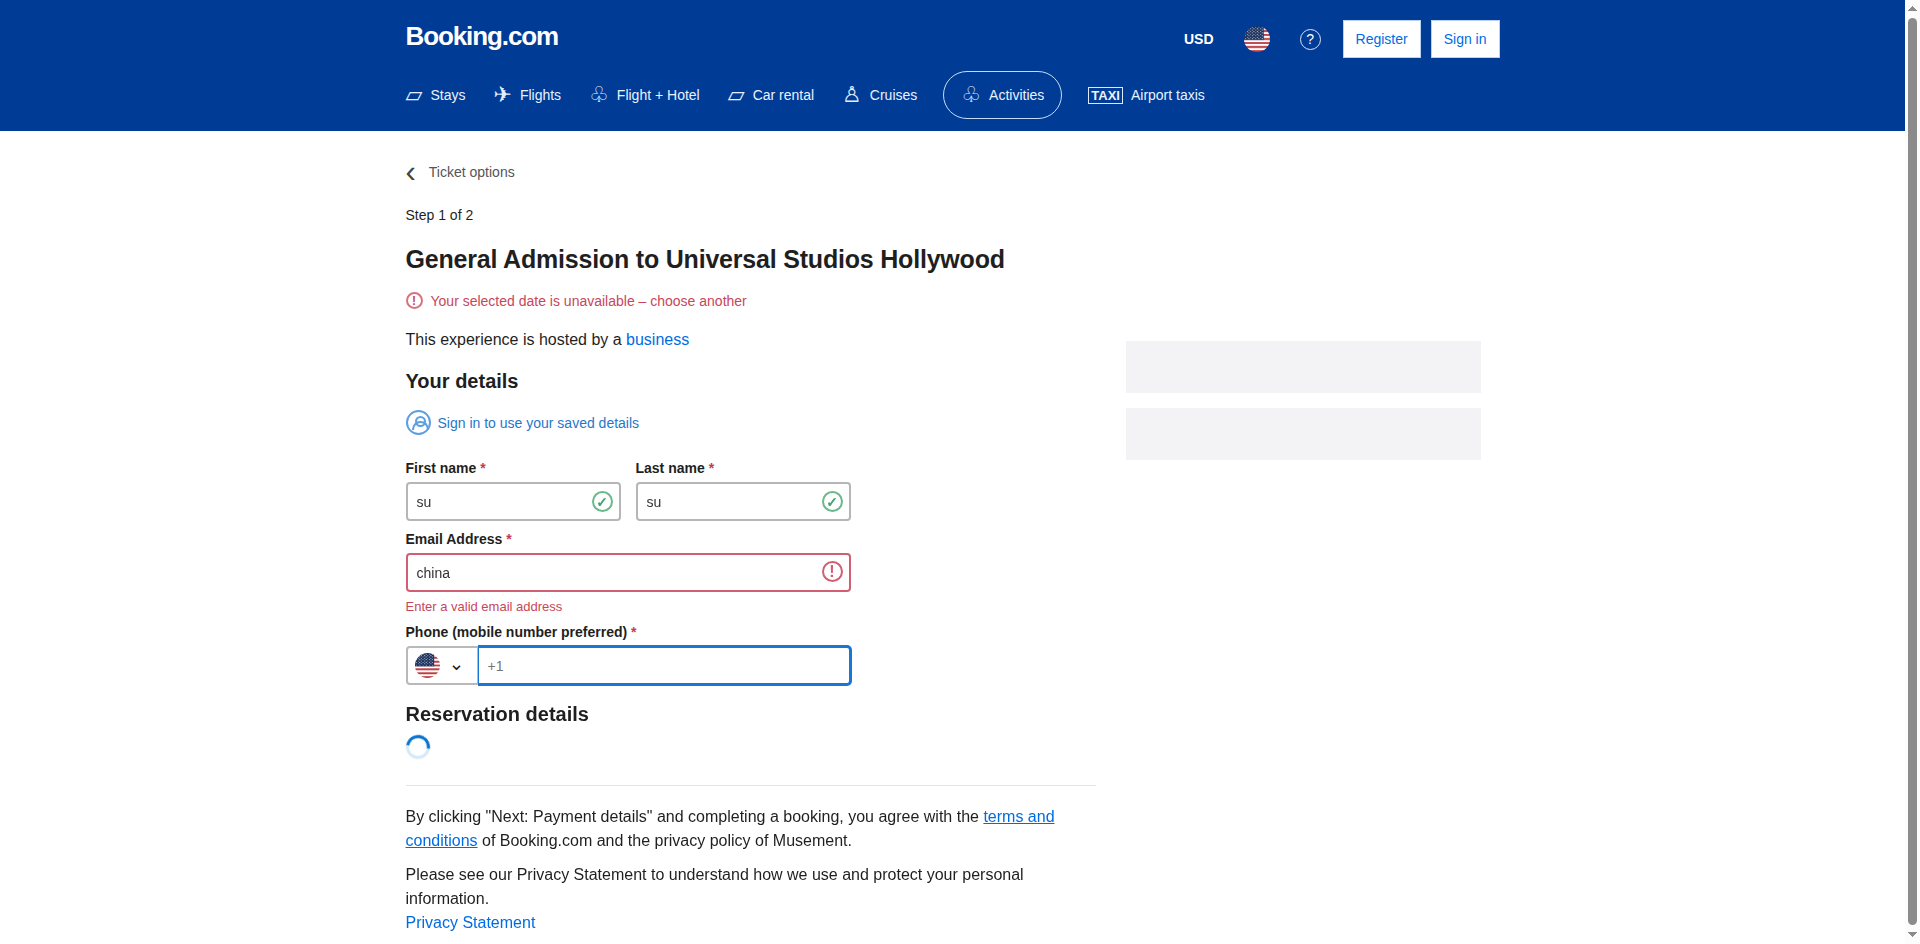 Booking.com
USD
?
Register
Sign in
Stays
Flights
Flight + Hotel
Car rental
Cruises
Activities
TAXI Airport taxis
Ticket options
Step 1 of 2
General Admission to Universal Studios Hollywood
Your selected date is unavailable – choose another
This experience is hosted by a business
Your details
Sign in to use your saved details
First name *
Last name *
su
su
Email Address *
china
Enter a valid email address
Phone (mobile number preferred) *
+1
Reservation details
By clicking "Next: Payment details" and completing a booking, you agree with the terms and
conditions of Booking.com and the privacy policy of Musement.
Please see our Privacy Statement to understand how we use and protect your personal
information.
Privacy Statement